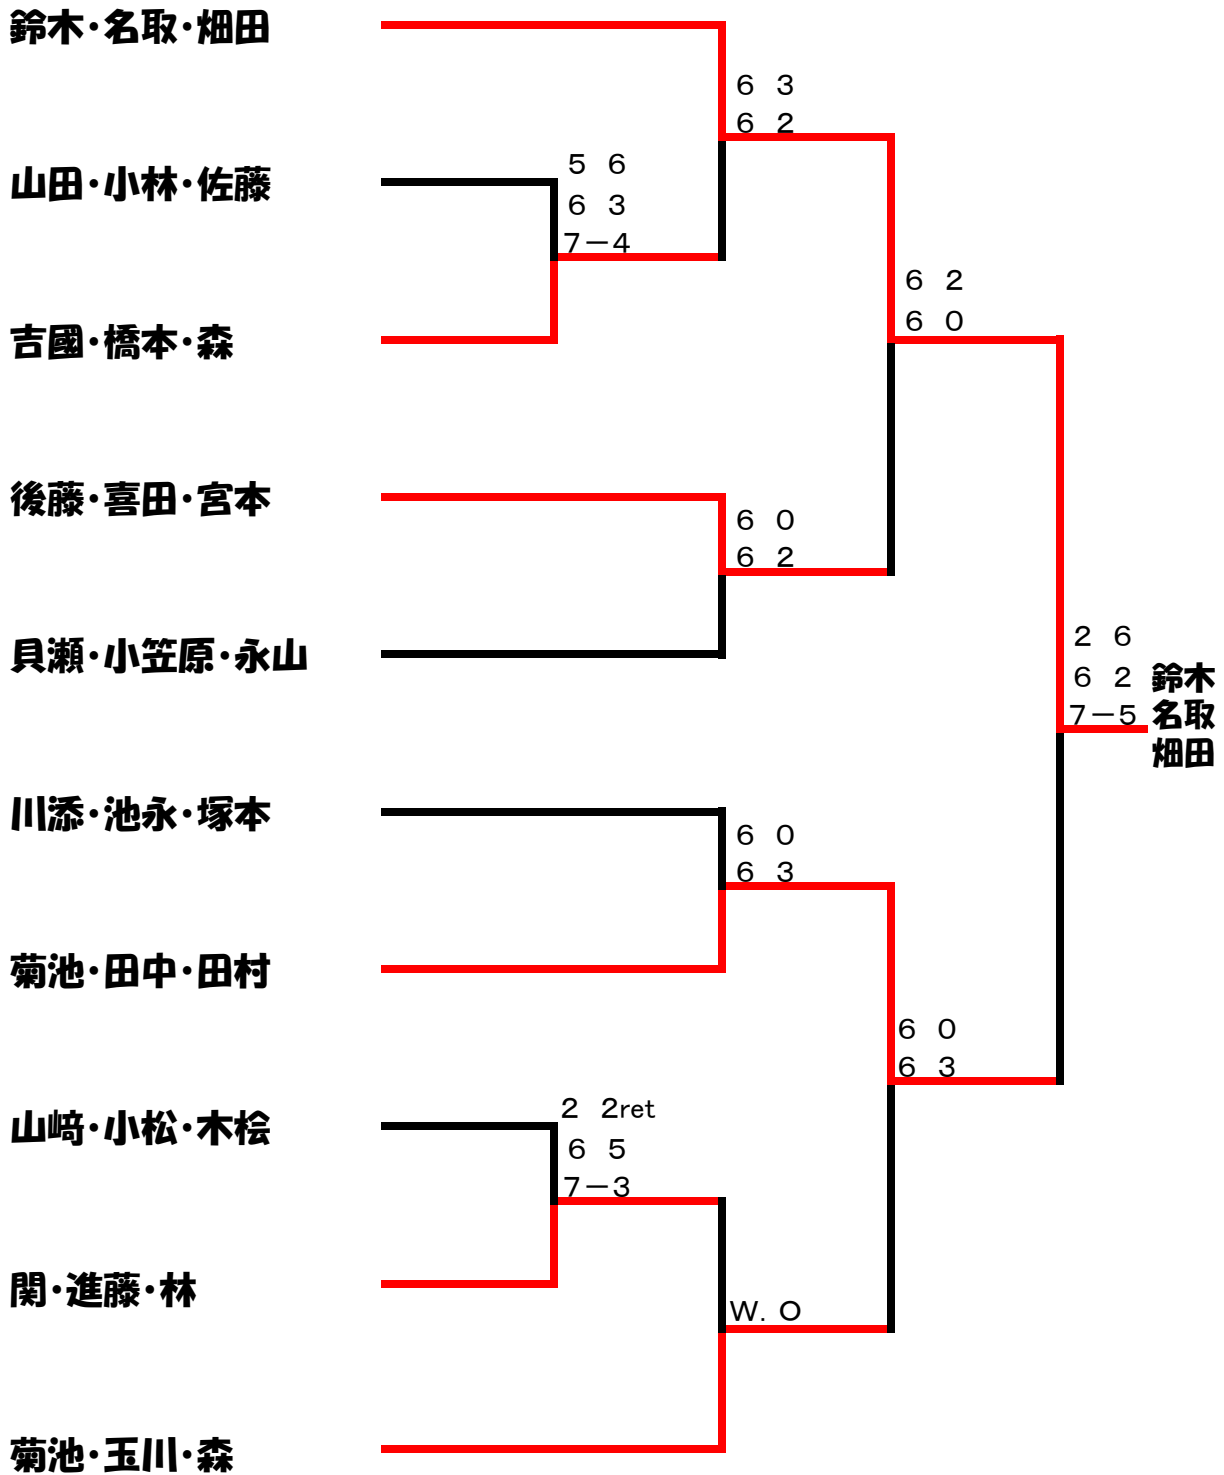 鈴木・名取・畑田
６ ３
６ ２
５ ６
山田・小林・佐藤
６ ３
７－４
６ ２
６ ０
吉國・橋本・森
後藤・喜田・宮本
６ ０
６ ２
２ ６
貝瀬・小笠原・永山
６ ２
７－５
鈴木
名取
畑田
川添・池永・塚本
６ ０
６ ３
菊池・田中・田村
６ ０
６ ３
２ ２ret
山﨑・小松・木桧
６ ５
７－３
関・進藤・林
Ｗ．Ｏ
菊池・玉川・森